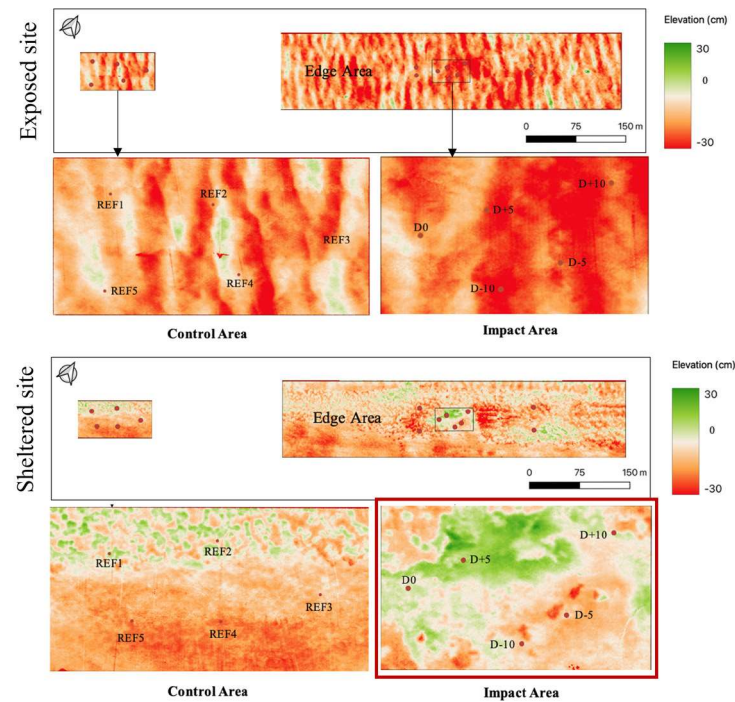 Exposed site
Edge Area
Elevation (cm)
30
0
-30
0 75 150 m
REF1
REF2
REF3
REF4
REF5
D+10
D+5
D0
D-5
D-10
Control Area
Impact Area
Sheltered site
Edge Area
Elevation (cm)
30
0
-30
0 75 150 m
REF1
REF2
REF3
REF4
REF5
D+10
D+5
D0
D-5
D-10
Control Area
Impact Area